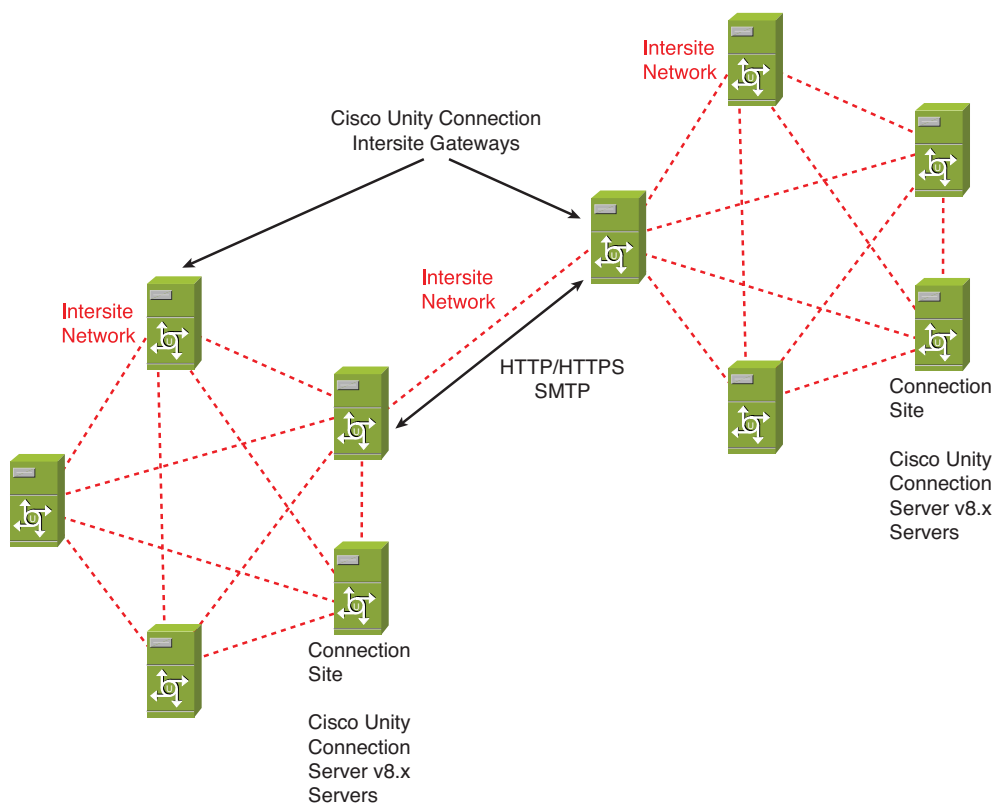 Intersite
Network
Cisco Unity Connection
Intersite Gateways
Intersite
Network
Intersite
Network
HTTP/HTTPS
SMTP
Connection
Site
Cisco Unity
Connection
Server v8.x
Servers
Connection
Site
Cisco Unity
Connection
Server v8.x
Servers